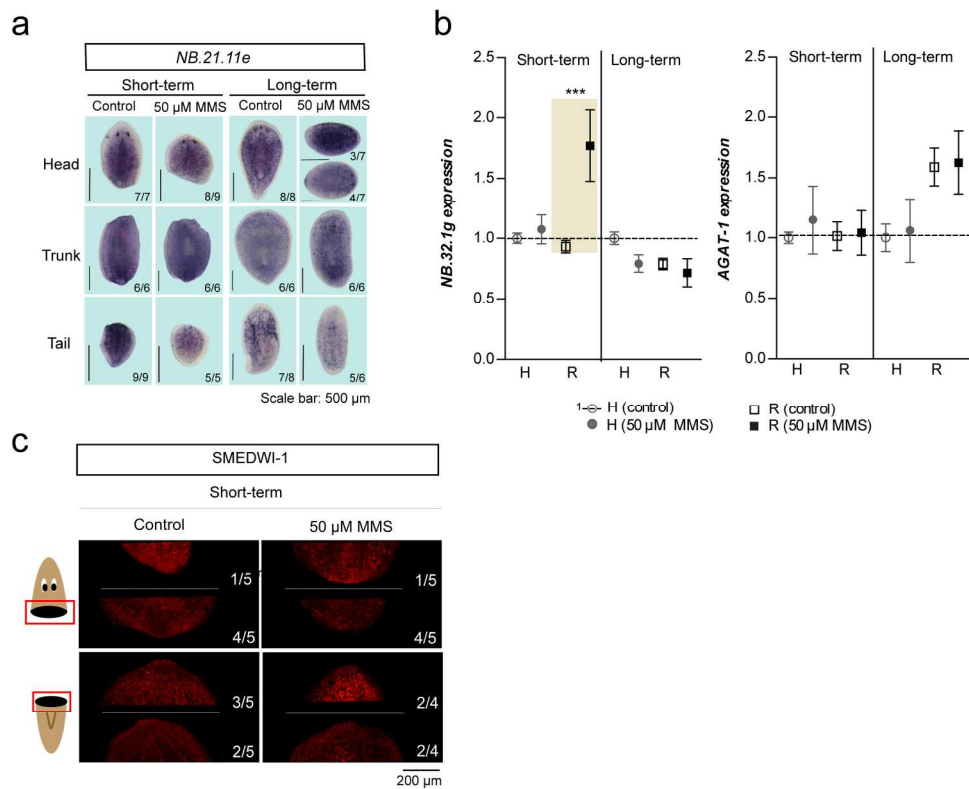 a
NB.21.11e
Short-term Long-term
Control 50 µM MMS Control 50 µM MMS
Head
7/7 8/9 8/8 3/7
4/7
Trunk
6/6 6/6 6/6 6/6
Tail
9/9 5/5 7/8 5/6
Scale bar: 500 µm
b
NB.32.1g expression
2.5
2.0
1.5
1.0
0.5
0.0
Short-term Long-term
***
H R H R
AGAT-1 expression
2.5
2.0
1.5
1.0
0.5
0.0
Short-term Long-term
H R H R
1 H (control) R (control)
H (50 µM MMS) R (50 µM MMS)
c
SMEDWI-1
Short-term
Control 50 µM MMS
1/5 1/5
4/5 4/5
3/5 2/4
2/5 2/4
200 µm